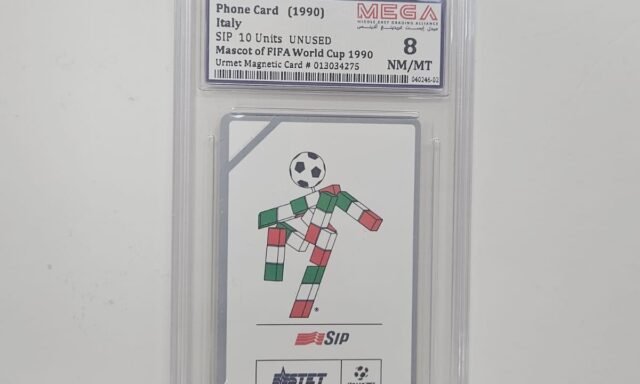 Phone Card (1990)
Italy
SIP 10 Units UNUSED
Mascot of FIFA World Cup 1990
Urmet Magnetic Card # 013034275
MEGA
MIDDLE EAST GRADING ALLIANCE
8
NM/MT
040246-02
SIP
STET